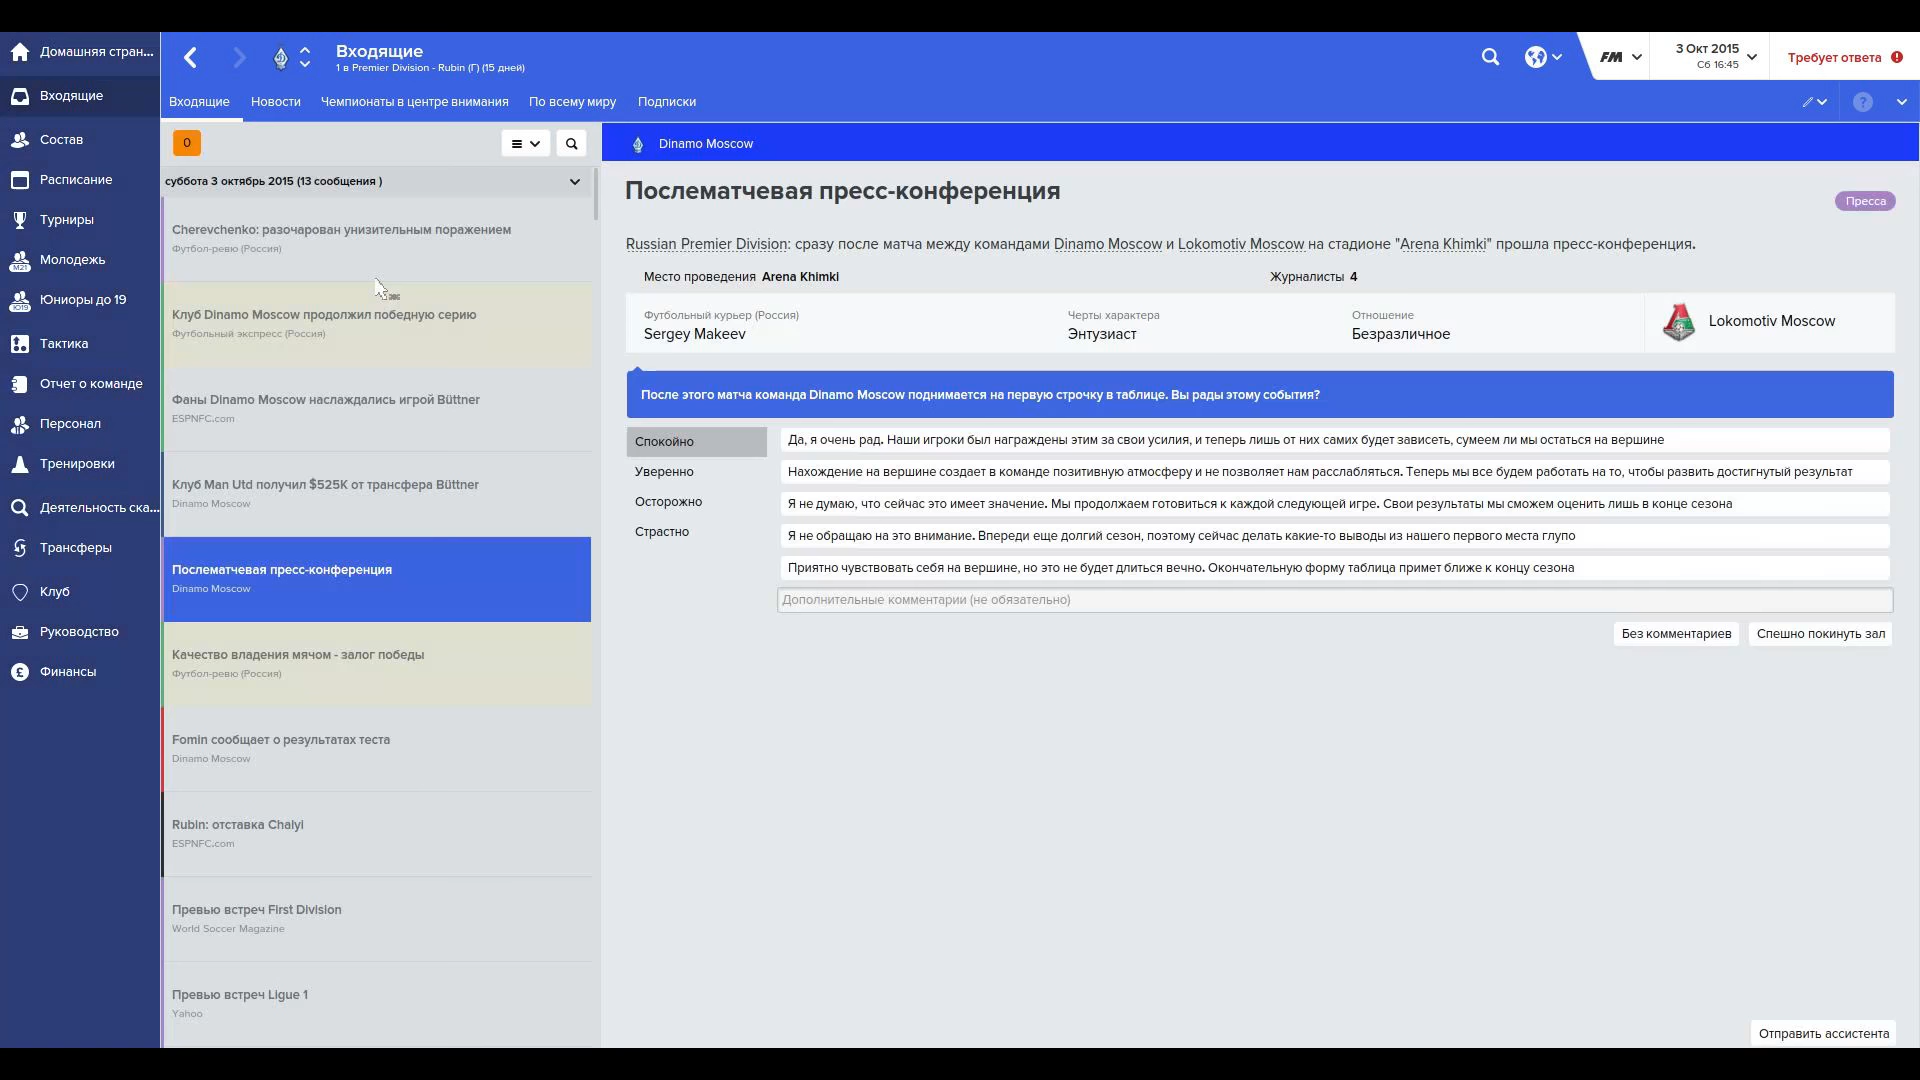 Домашняя стран...
Входящие
Состав
Расписание
Турниры
Молодежь
Юниоры до 19
Тактика
Отчет о команде
Персонал
Тренировки
Деятельность ска...
Трансферы
Клуб
Руководство
Финансы
Входящие
1 в Premier Division - Rubin (Г) (15 дней)
FM
3 Окт 2015
Сб 16:45
Требует ответа
Входящие Новости Чемпионаты в центре внимания По всему миру Подписки
0
суббота 3 октябрь 2015 (13 сообщения )
Cherevchenko: разочарован унизительным поражением
Футбол-ревю (Россия)
Клуб Dinamo Moscow продолжил победную серию
Футбольный экспресс (Россия)
Фаны Dinamo Moscow наслаждались игрой Büttner
ESPNFC.com
Клуб Man Utd получил $525K от трансфера Büttner
Dinamo Moscow
Послематчевая пресс-конференция
Dinamo Moscow
Качество владения мячом - залог победы
Футбол-ревю (Россия)
Fomin сообщает о результатах теста
Dinamo Moscow
Rubin: отставка Chalyi
ESPNFC.com
Превью встреч First Division
World Soccer Magazine
Превью встреч Ligue 1
Yahoo
Dinamo Moscow
Послематчевая пресс-конференция
Пресса
Russian Premier Division: сразу после матча между командами Dinamo Moscow и Lokomotiv Moscow на стадионе "Arena Khimki" прошла пресс-конференция.
Место проведения Arena Khimki
Журналисты 4
Футбольный курьер (Россия)
Sergey Makeev
Черты характера
Энтузиаст
Отношение
Безразличное
Lokomotiv Moscow
После этого матча команда Dinamo Moscow поднимается на первую строчку в таблице. Вы рады этому события?
Спокойно
Уверенно
Осторожно
Страстно
Да, я очень рад. Наши игроки был награждены этим за свои усилия, и теперь лишь от них самих будет зависеть, сумеем ли мы остаться на вершине
Нахождение на вершине создает в команде позитивную атмосферу и не позволяет нам расслабляться. Теперь мы все будем работать на то, чтобы развить достигнутый результат
Я не думаю, что сейчас это имеет значение. Мы продолжаем готовиться к каждой следующей игре. Свои результаты мы сможем оценить лишь в конце сезона
Я не обращаю на это внимание. Впереди еще долгий сезон, поэтому сейчас делать какие-то выводы из нашего первого места глупо
Приятно чувствовать себя на вершине, но это не будет длиться вечно. Окончательную форму таблица примет ближе к концу сезона
Дополнительные комментарии (не обязательно)
Без комментариев
Спешно покинуть зал
Отправить ассистента